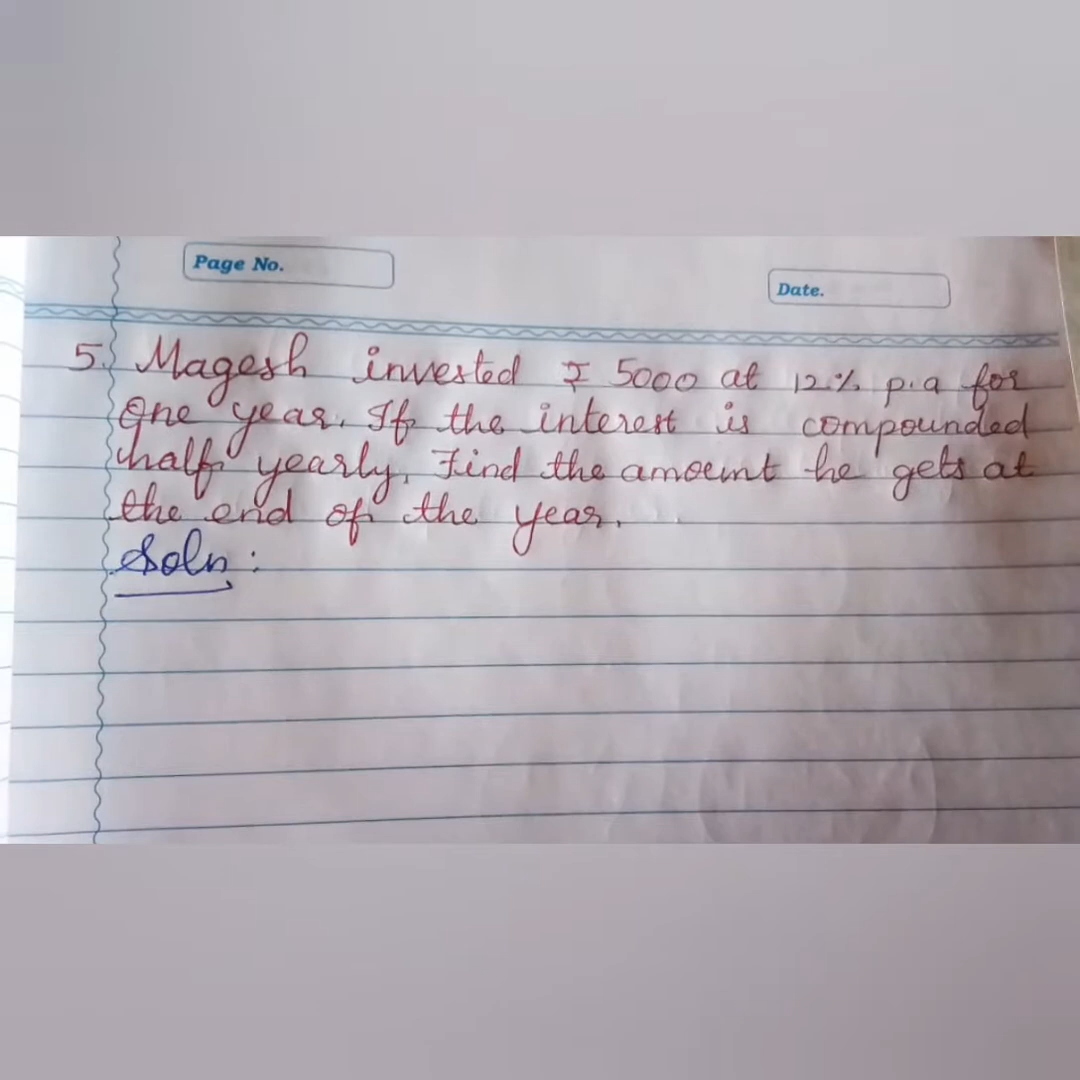 Page No.
Date.
5. Magesh invested ₹ 5000 at 12% p.a for
One year. If the interest is compounded
half yearly, Find the amount he gets at
the end of the year.
Soln :